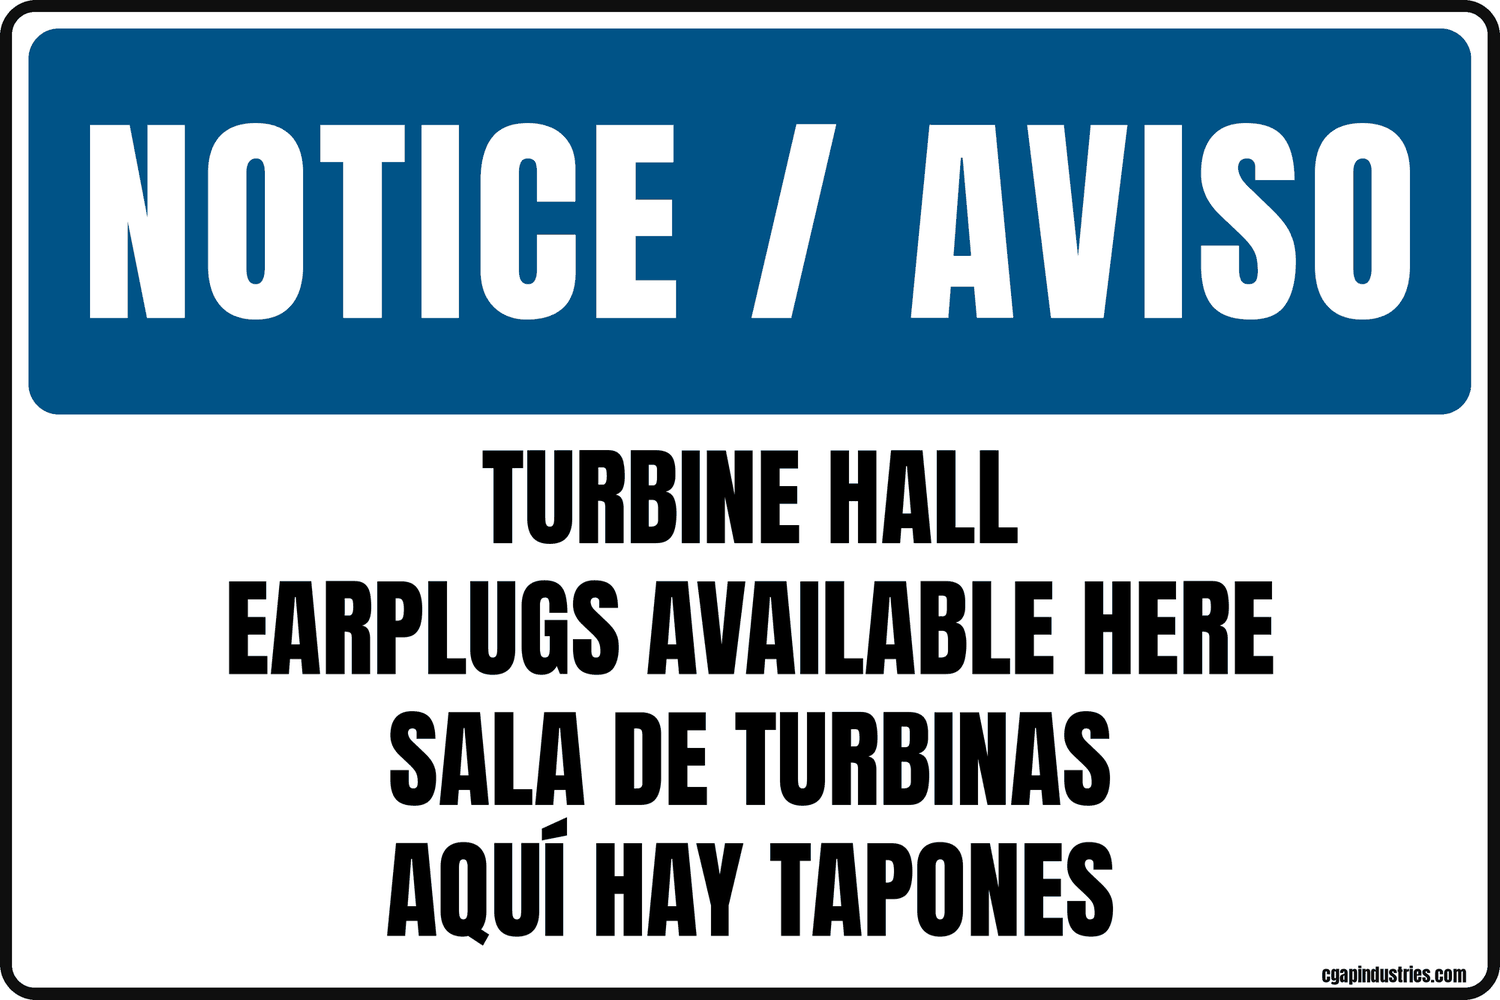 NOTICE / AVISO
TURBINE HALL
EARPLUGS AVAILABLE HERE
SALA DE TURBINAS
AQUÍ HAY TAPONES
cgapindustries.com